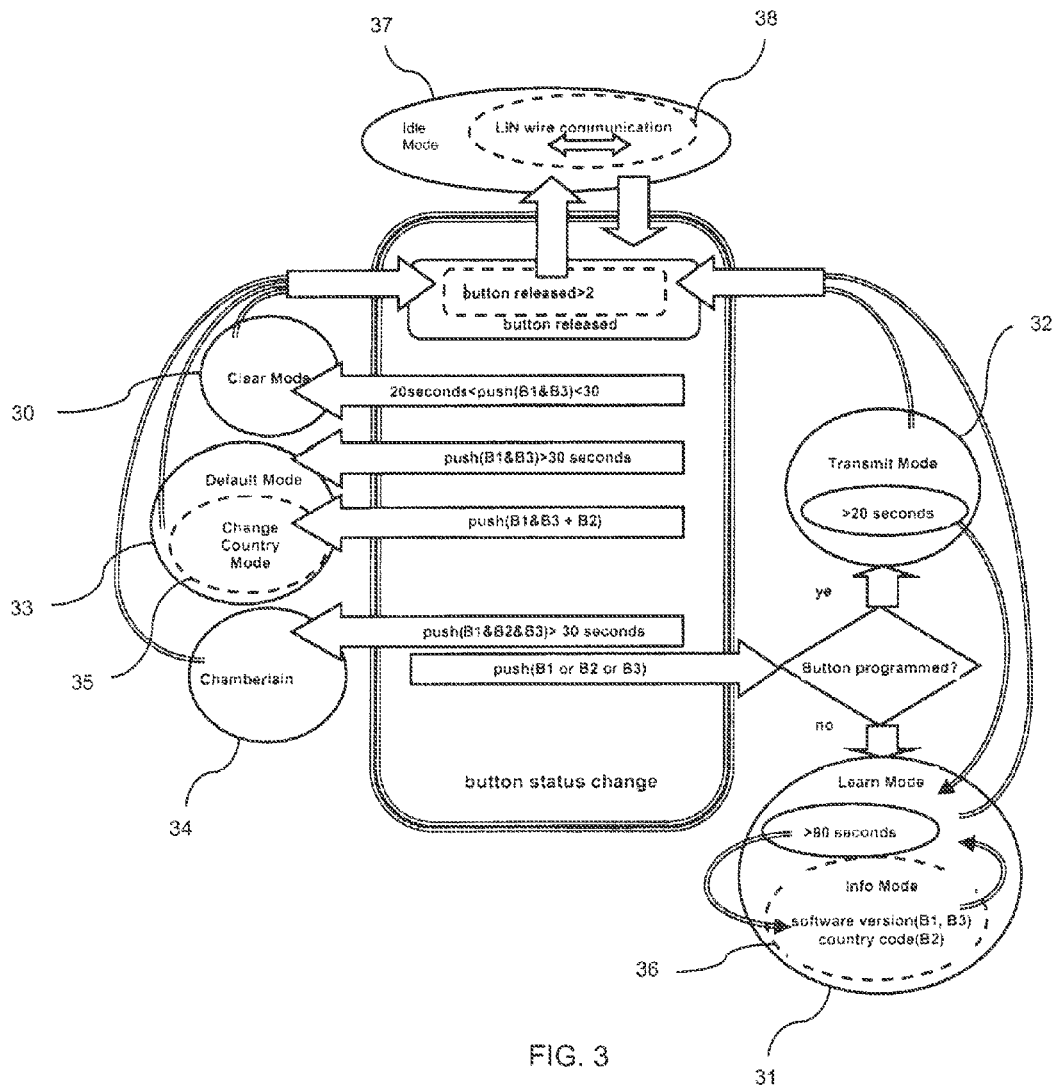 37
38
Idle
Mode
LIN wire communication
button released>2
button released
32
30
Clear Mode
20seconds<push(B1&B3)<30
push(B1&B3)>30 seconds
Transmit Mode
Default Mode
>20 seconds
push(B1&B3 + B2)
Change
Country
Mode
33
ye
push(B1&B2&B3)> 30 seconds
35
push(B1 or B2 or B3)
Button programmed?
Chamberlain
no
34
button status change
Learn Mode
>80 seconds
Info Mode
software version(B1, B3)
country code(B2)
36
FIG. 3
31